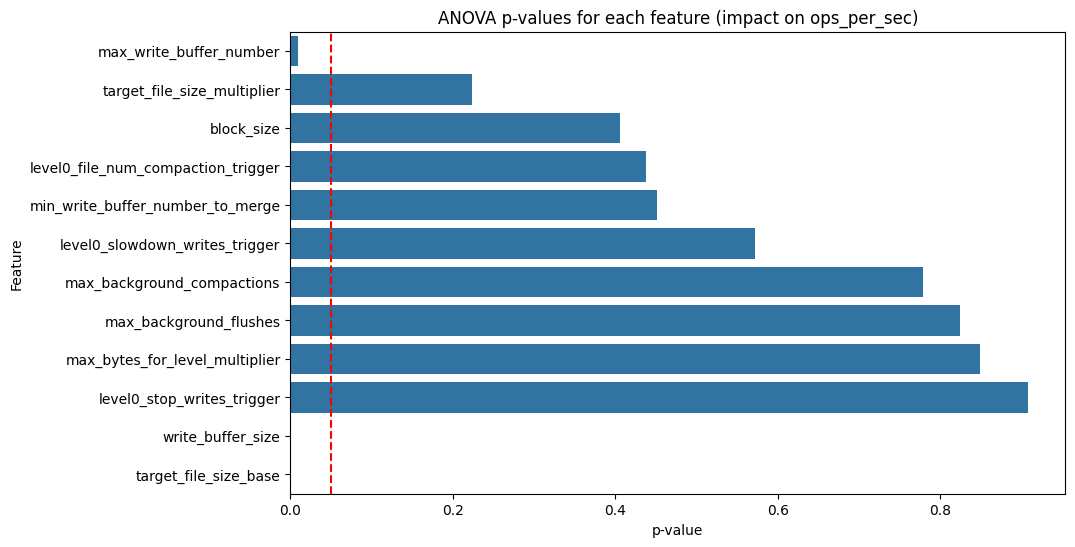 ANOVA p-values for each feature (impact on ops_per_sec)
Feature
max_write_buffer_number
target_file_size_multiplier
block_size
level0_file_num_compaction_trigger
min_write_buffer_number_to_merge
level0_slowdown_writes_trigger
max_background_compactions
max_background_flushes
max_bytes_for_level_multiplier
level0_stop_writes_trigger
write_buffer_size
target_file_size_base
0.0 0.2 0.4 0.6 0.8
p-value